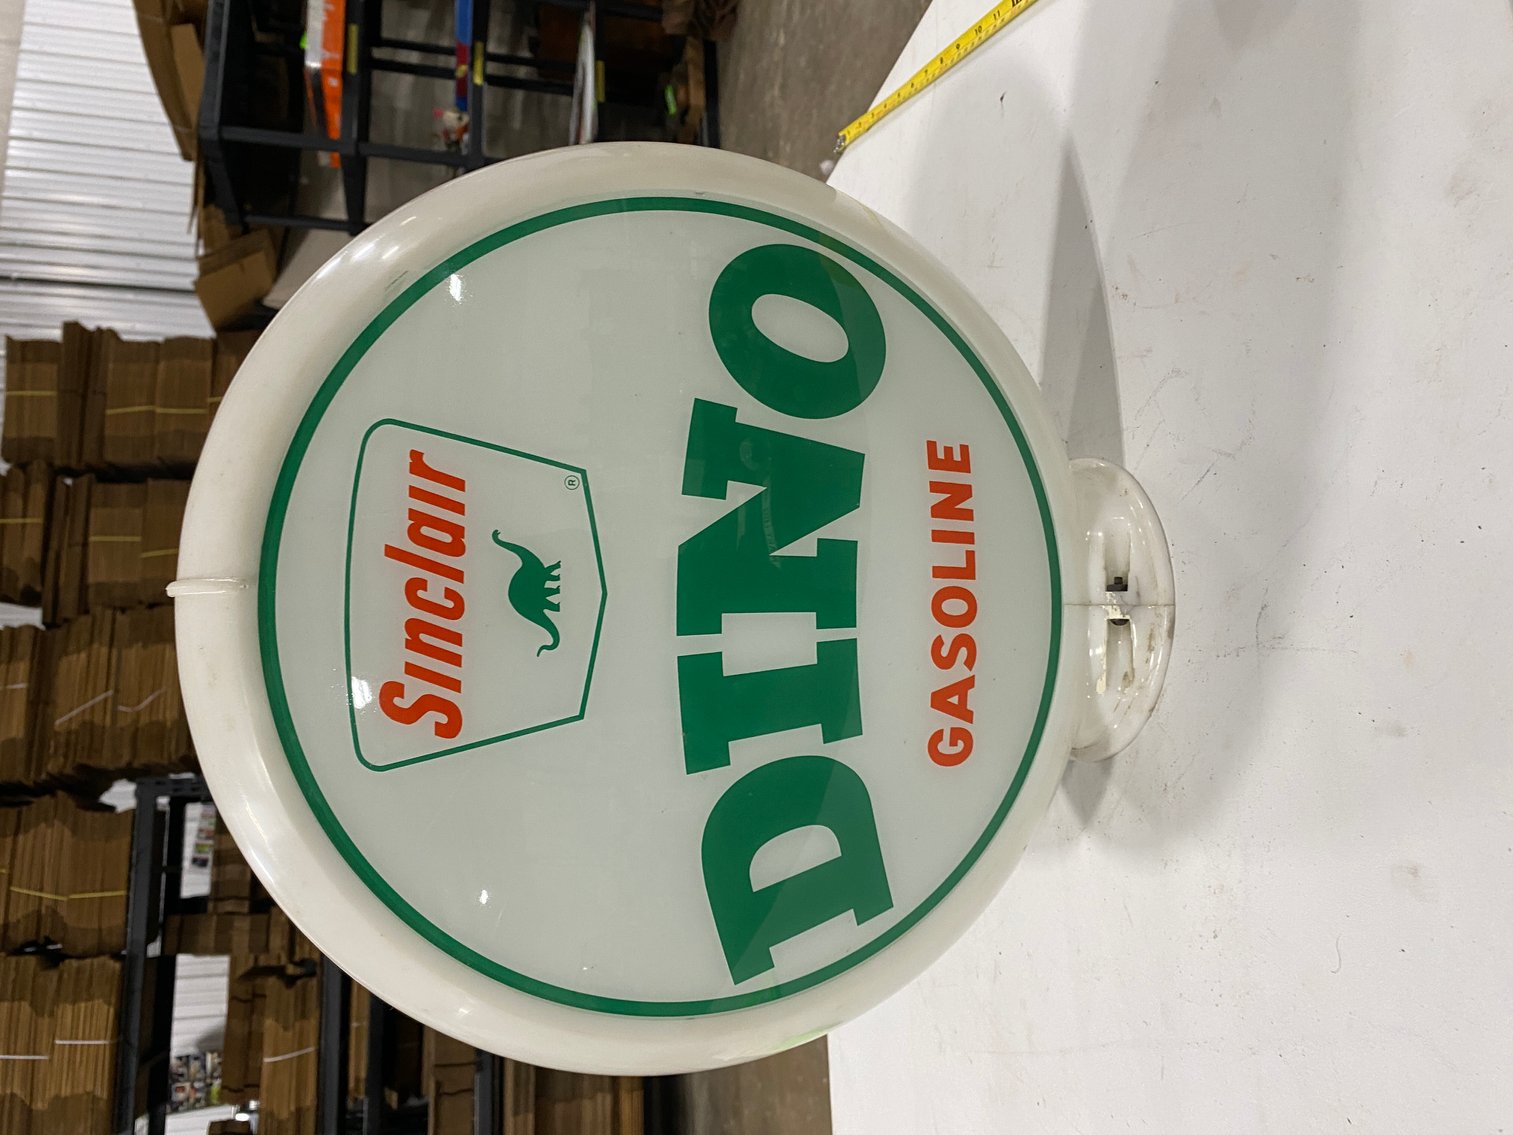 Sinclair
®
DINO
GASOLINE